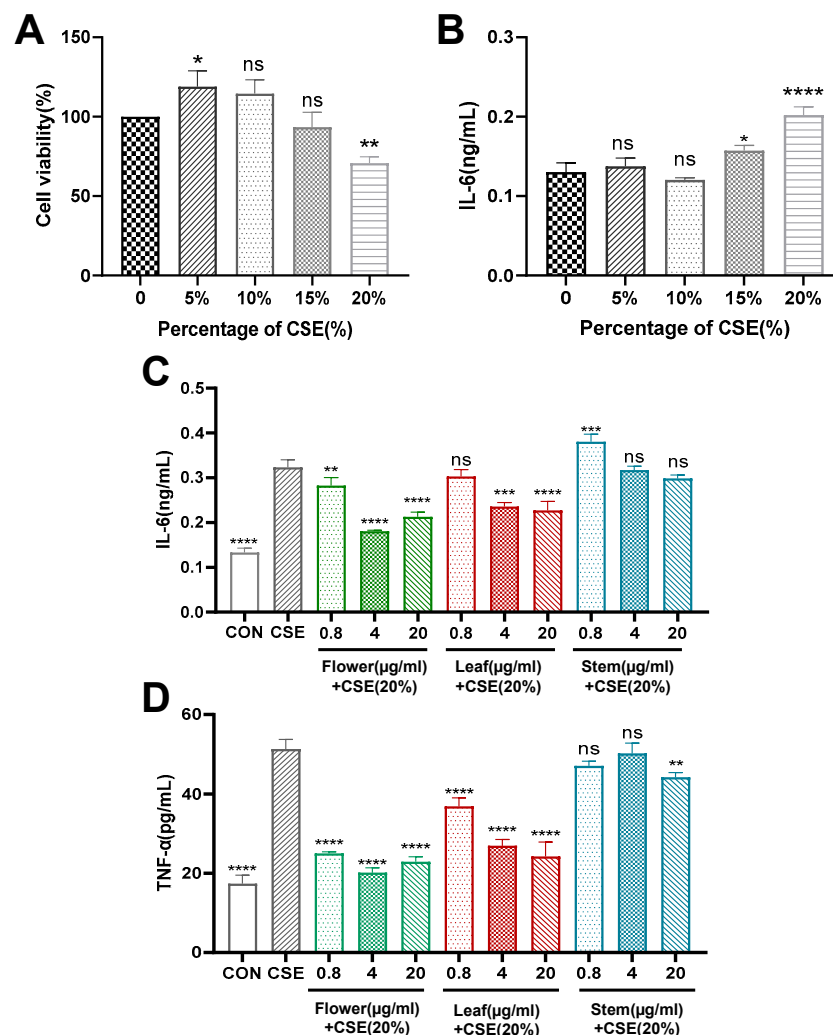 A
Cell viability(%)
150
100
50
0
*
ns
ns
**
0 5% 10% 15% 20%
Percentage of CSE(%)
B
IL-6(ng/mL)
0.3
0.2
0.1
0.0
ns
ns
*
****
0 5% 10% 15% 20%
Percentage of CSE(%)
C
IL-6(ng/mL)
0.5
0.4
0.3
0.2
0.1
0.0
****
**
****
****
ns
***
****
***
ns
ns
CON CSE 0.8 4 20 0.8 4 20 0.8 4 20
Flower(μg/ml) Leaf(μg/ml) Stem(μg/ml)
+CSE(20%) +CSE(20%) +CSE(20%)
D
TNF-α(pg/mL)
60
40
20
0
****
****
****
****
****
****
****
ns
ns
**
CON CSE 0.8 4 20 0.8 4 20 0.8 4 20
Flower(μg/ml) Leaf(μg/ml) Stem(μg/ml)
+CSE(20%) +CSE(20%) +CSE(20%)